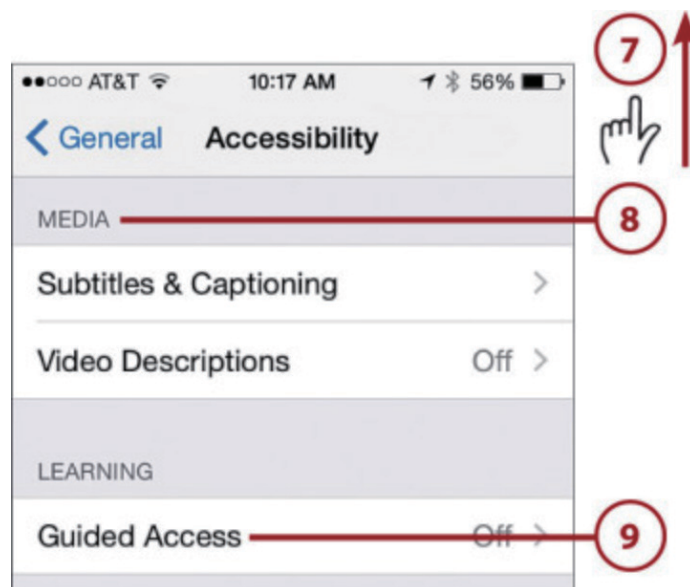 7
AT&T 10:17 AM 56%
General Accessibility
MEDIA 8
Subtitles & Captioning
Video Descriptions Off
LEARNING
Guided Access Off 9